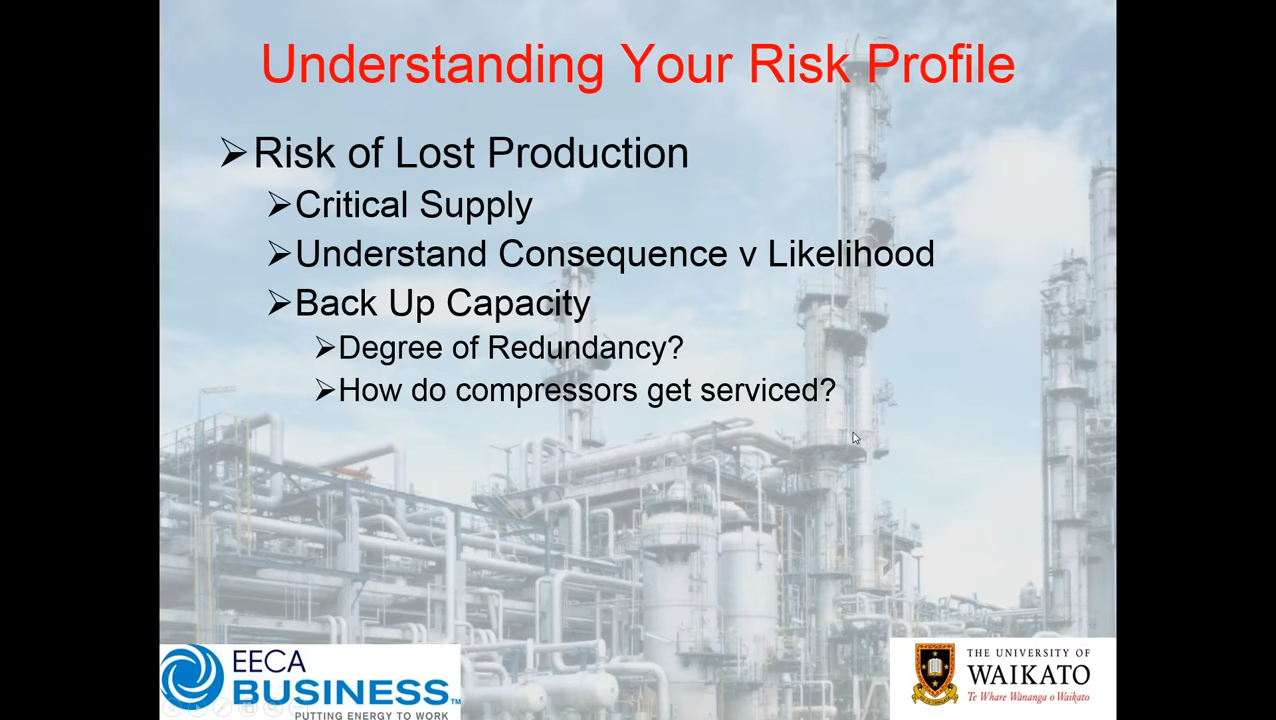 Understanding Your Risk Profile
➢Risk of Lost Production
➢Critical Supply
➢Understand Consequence v Likelihood
➢Back Up Capacity
➢Degree of Redundancy?
➢How do compressors get serviced?
EECA
BUSINESS™
PUTTING ENERGY TO WORK
THE UNIVERSITY OF
WAIKATO
Te Whare Wānanga o Waikato